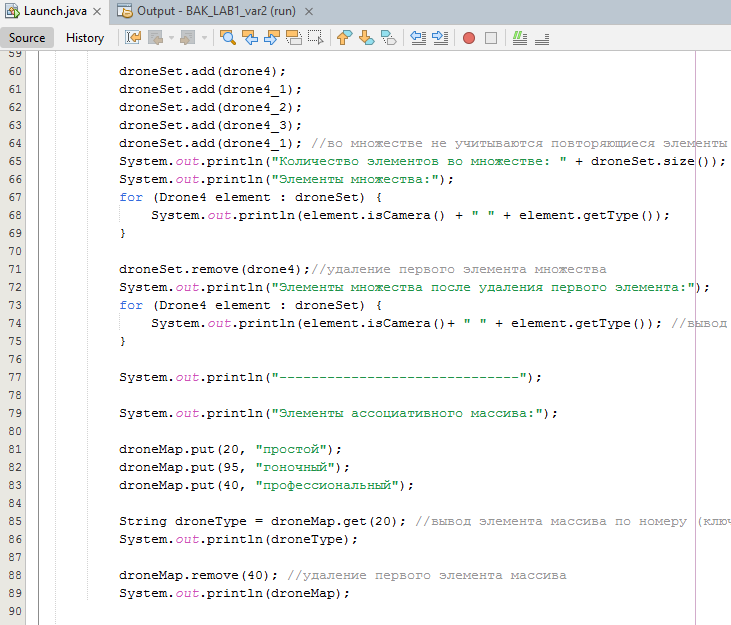 Launch.java × Output - BAK_LAB1_var2 (run) ×
Source History
59
60 droneSet.add(drone4);
61 droneSet.add(drone4_1);
62 droneSet.add(drone4_2);
63 droneSet.add(drone4_3);
64 droneSet.add(drone4_1); //во множестве не учитываются повторяющиеся элементы
65 System.out.println("Количество элементов во множестве: " + droneSet.size());
66 System.out.println("Элементы множества:");
67 for (Drone4 element : droneSet) {
68 System.out.println(element.isCamera() + " " + element.getType());
69 }
70
71 droneSet.remove(drone4);//удаление первого элемента множества
72 System.out.println("Элементы множества после удаления первого элемента:");
73 for (Drone4 element : droneSet) {
74 System.out.println(element.isCamera()+ " " + element.getType()); //вывод
75 }
76
77 System.out.println("------------------------------");
78
79 System.out.println("Элементы ассоциативного массива:");
80
81 droneMap.put(20, "простой");
82 droneMap.put(95, "гоночный");
83 droneMap.put(40, "профессиональный");
84
85 String droneType = droneMap.get(20); //вывод элемента массива по номеру (клю
86 System.out.println(droneType);
87
88 droneMap.remove(40); //удаление первого элемента массива
89 System.out.println(droneMap);
90